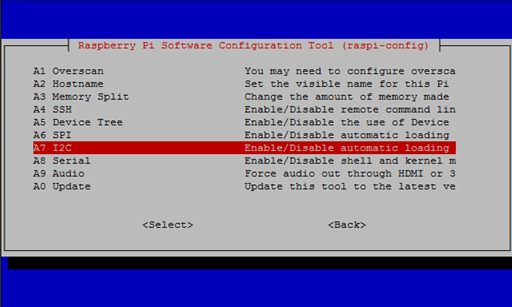 Raspberry Pi Software Configuration Tool (raspi-config)
A1 Overscan You may need to configure oversca
A2 Hostname Set the visible name for this Pi
A3 Memory Split Change the amount of memory made
A4 SSH Enable/Disable remote command lin
A5 Device Tree Enable/Disable the use of Device
A6 SPI Enable/Disable automatic loading
A7 I2C Enable/Disable automatic loading
A8 Serial Enable/Disable shell and kernel m
A9 Audio Force audio out through HDMI or 3
A0 Update Update this tool to the latest ve
<Select> <Back>